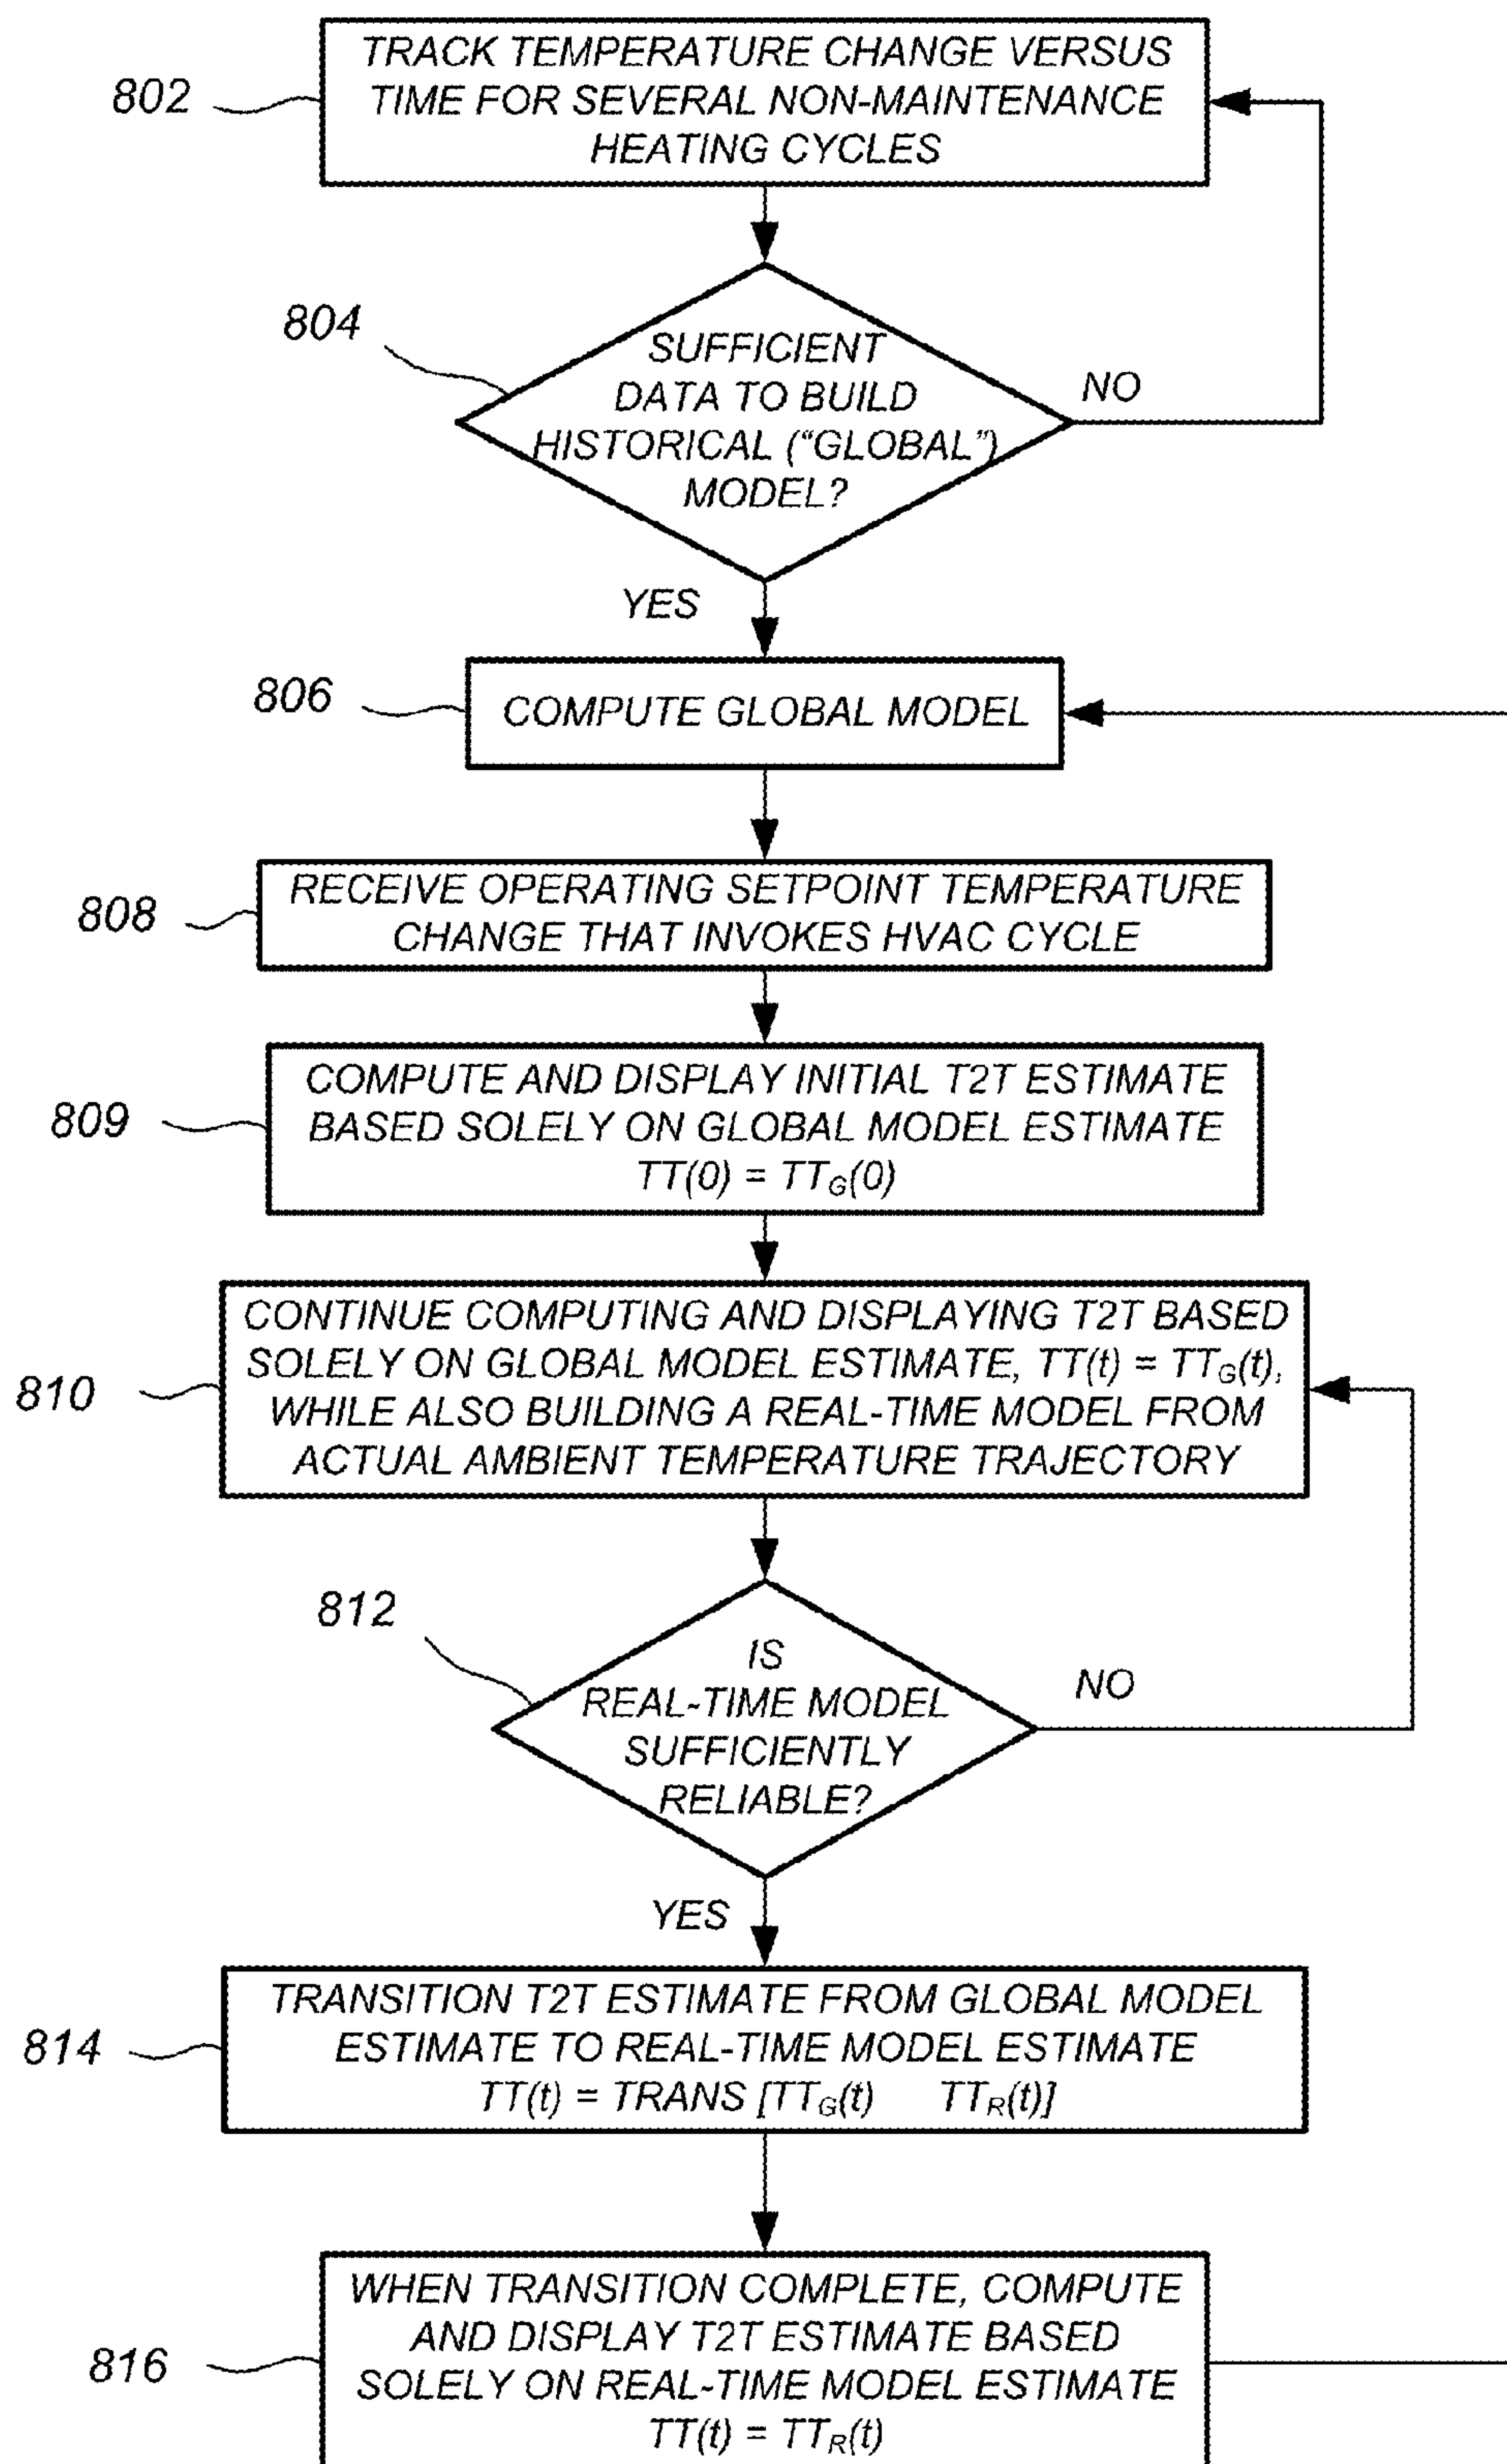 802
TRACK TEMPERATURE CHANGE VERSUS
TIME FOR SEVERAL NON-MAINTENANCE
HEATING CYCLES
804
SUFFICIENT
DATA TO BUILD
HISTORICAL (“GLOBAL”)
MODEL?
NO
YES
806
COMPUTE GLOBAL MODEL
808
RECEIVE OPERATING SETPOINT TEMPERATURE
CHANGE THAT INVOKES HVAC CYCLE
809
COMPUTE AND DISPLAY INITIAL T2T ESTIMATE
BASED SOLELY ON GLOBAL MODEL ESTIMATE
TT(0) = TTG(0)
810
CONTINUE COMPUTING AND DISPLAYING T2T BASED
SOLELY ON GLOBAL MODEL ESTIMATE, TT(t) = TTG(t),
WHILE ALSO BUILDING A REAL-TIME MODEL FROM
ACTUAL AMBIENT TEMPERATURE TRAJECTORY
812
IS
REAL-TIME MODEL
SUFFICIENTLY
RELIABLE?
NO
YES
814
TRANSITION T2T ESTIMATE FROM GLOBAL MODEL
ESTIMATE TO REAL-TIME MODEL ESTIMATE
TT(t) = TRANS [TTG(t) TTR(t)]
816
WHEN TRANSITION COMPLETE, COMPUTE
AND DISPLAY T2T ESTIMATE BASED
SOLELY ON REAL-TIME MODEL ESTIMATE
TT(t) = TTR(t)